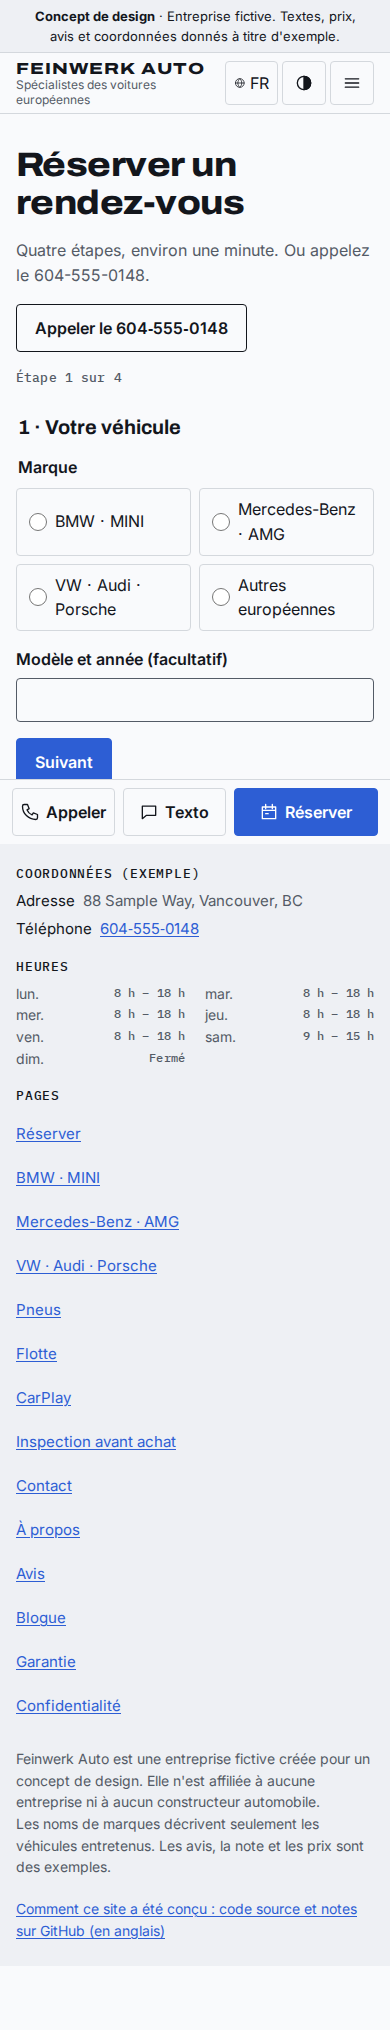 Concept de design · Entreprise fictive. Textes, prix,
avis et coordonnées donnés à titre d'exemple.
FEINWERK AUTO
Spécialistes des voitures
européennes
FR
Réserver un
rendez-vous
Quatre étapes, environ une minute. Ou appelez
le 604-555-0148.
Appeler le 604-555-0148
Étape 1 sur 4
1 · Votre véhicule
Marque
BMW · MINI
Mercedes-Benz
· AMG
VW · Audi ·
Porsche
Autres
européennes
Modèle et année (facultatif)
Suivant
Appeler
Texto
Réserver
COORDONNÉES (EXEMPLE)
Adresse 88 Sample Way, Vancouver, BC
Téléphone 604-555-0148
HEURES
lun. 8 h – 18 h mar. 8 h – 18 h
mer. 8 h – 18 h jeu. 8 h – 18 h
ven. 8 h – 18 h sam. 9 h – 15 h
dim. Fermé
PAGES
Réserver
BMW · MINI
Mercedes-Benz · AMG
VW · Audi · Porsche
Pneus
Flotte
CarPlay
Inspection avant achat
Contact
À propos
Avis
Blogue
Garantie
Confidentialité
Feinwerk Auto est une entreprise fictive créée pour un
concept de design. Elle n'est affiliée à aucune
entreprise ni à aucun constructeur automobile.
Les noms de marques décrivent seulement les
véhicules entretenus. Les avis, la note et les prix sont
des exemples.
Comment ce site a été conçu : code source et notes
sur GitHub (en anglais)